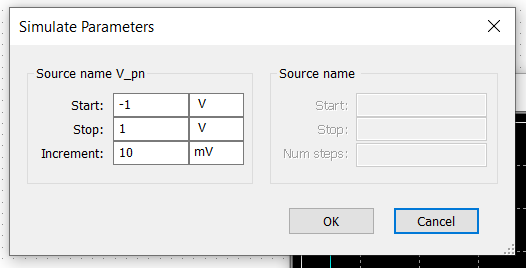 Simulate Parameters
Source name V_pn
Start: -1 V
Stop: 1 V
Increment: 10 mV
Source name
Start:
Stop:
Num steps:
OK Cancel